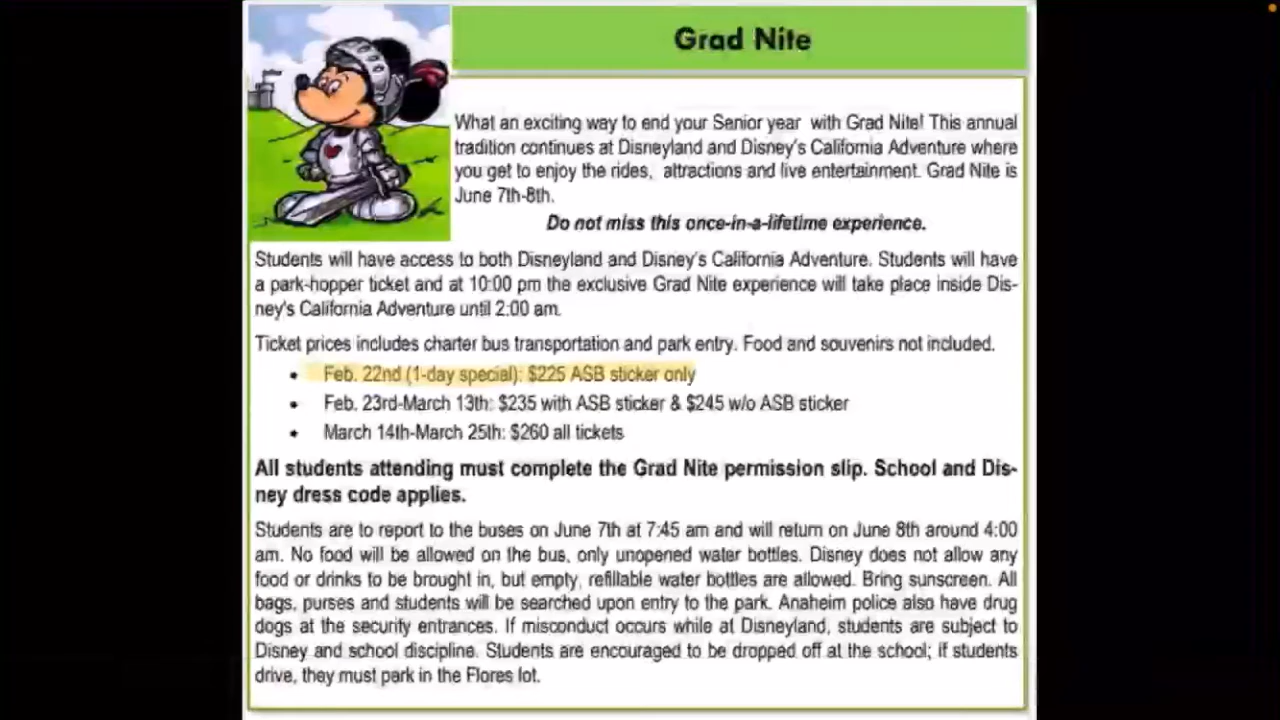 Grad Nite
What an exciting way to end your Senior year with Grad Nite! This annual
tradition continues at Disneyland and Disney's California Adventure where
you get to enjoy the rides, attractions and live entertainment. Grad Nite is
June 7th-8th.
Do not miss this once-in-a-lifetime experience.
Students will have access to both Disneyland and Disney's California Adventure. Students will have
a park-hopper ticket and at 10:00 pm the exclusive Grad Nite experience will take place inside Dis-
ney's California Adventure until 2:00 am.
Ticket prices includes charter bus transportation and park entry. Food and souvenirs not included.
• Feb. 22nd (1-day special): $225 ASB sticker only
• Feb. 23rd-March 13th: $235 with ASB sticker & $245 w/o ASB sticker
• March 14th-March 25th: $260 all tickets
All students attending must complete the Grad Nite permission slip. School and Dis-
ney dress code applies.
Students are to report to the buses on June 7th at 7:45 am and will return on June 8th around 4:00
am. No food will be allowed on the bus, only unopened water bottles. Disney does not allow any
food or drinks to be brought in, but empty, refillable water bottles are allowed. Bring sunscreen. All
bags, purses and students will be searched upon entry to the park. Anaheim police also have drug
dogs at the security entrances. If misconduct occurs while at Disneyland, students are subject to
Disney and school discipline. Students are encouraged to be dropped off at the school; if students
drive, they must park in the Flores lot.